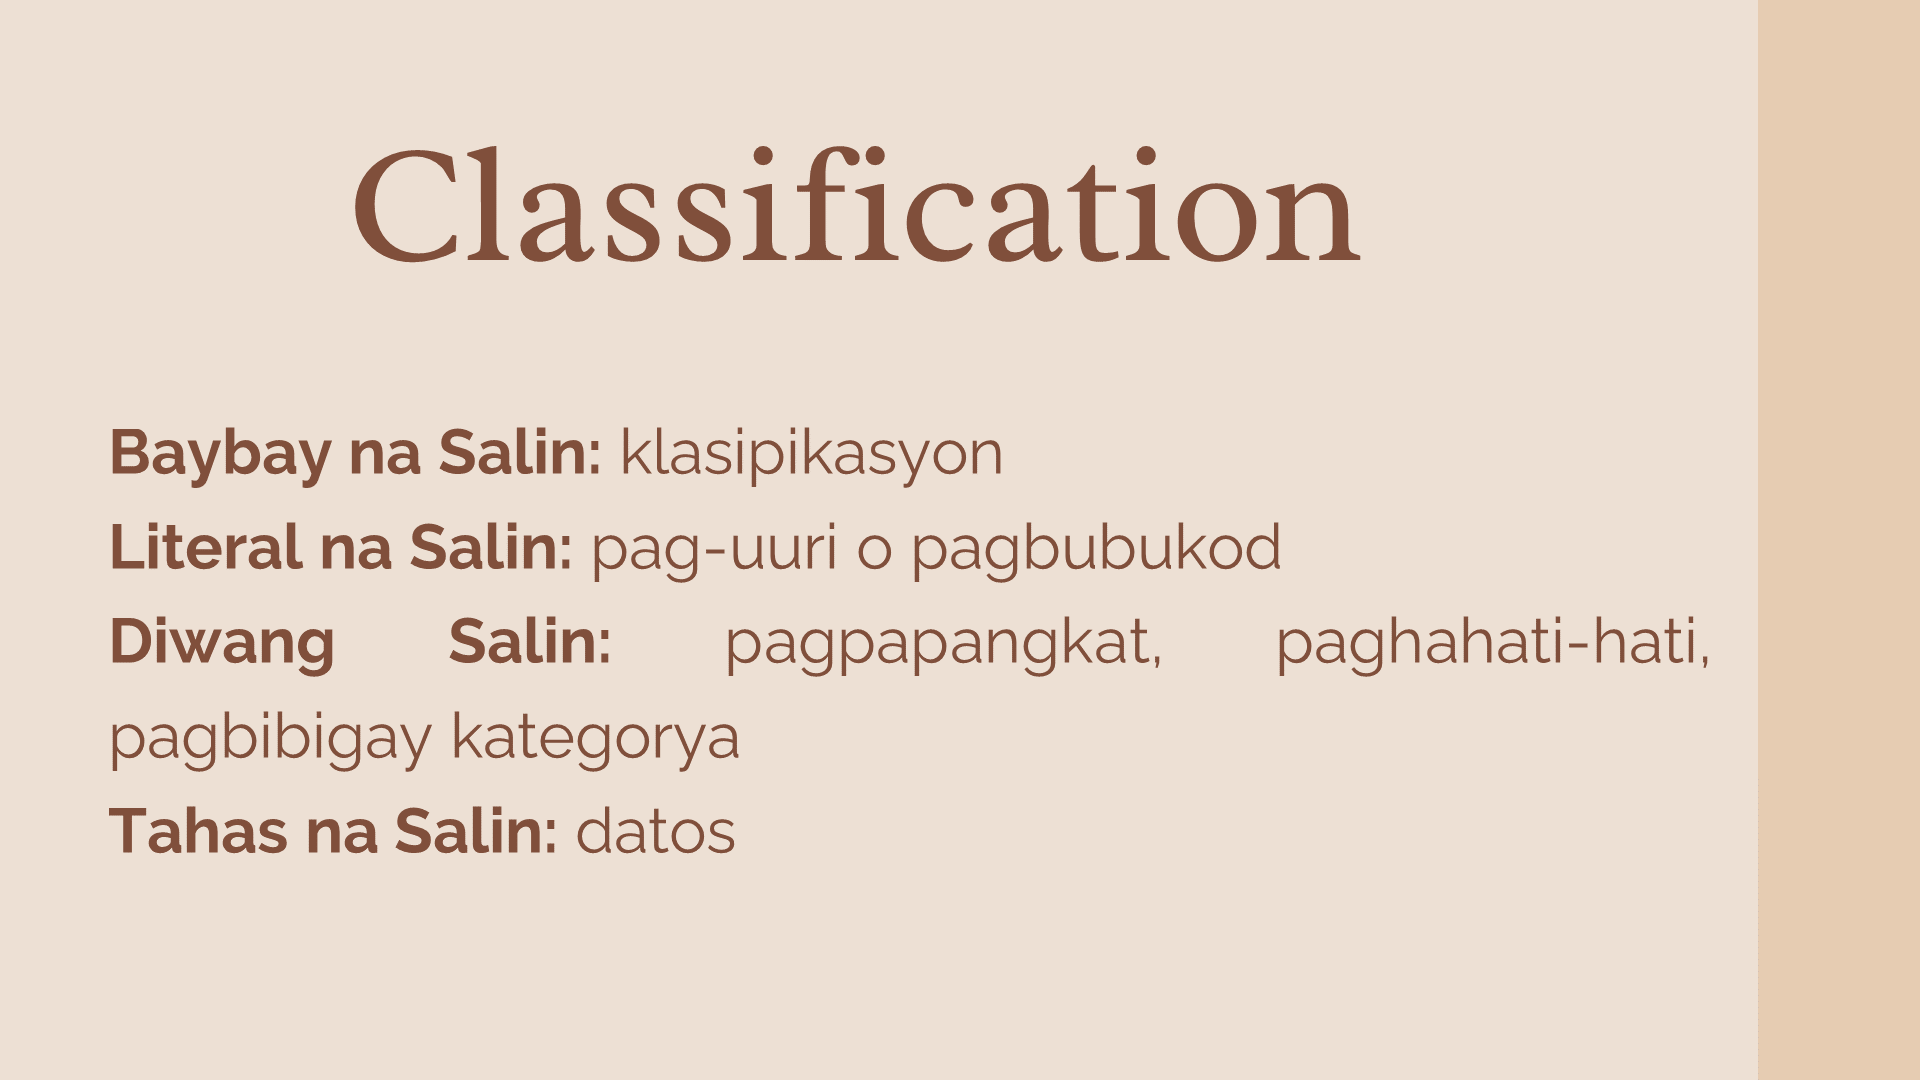 Classification
Baybay na Salin: klasipikasyon
Literal na Salin: pag-uuri o pagbubukod
Diwang Salin: pagpapangkat, paghahati-hati,
pagbibigay kategorya
Tahas na Salin: datos